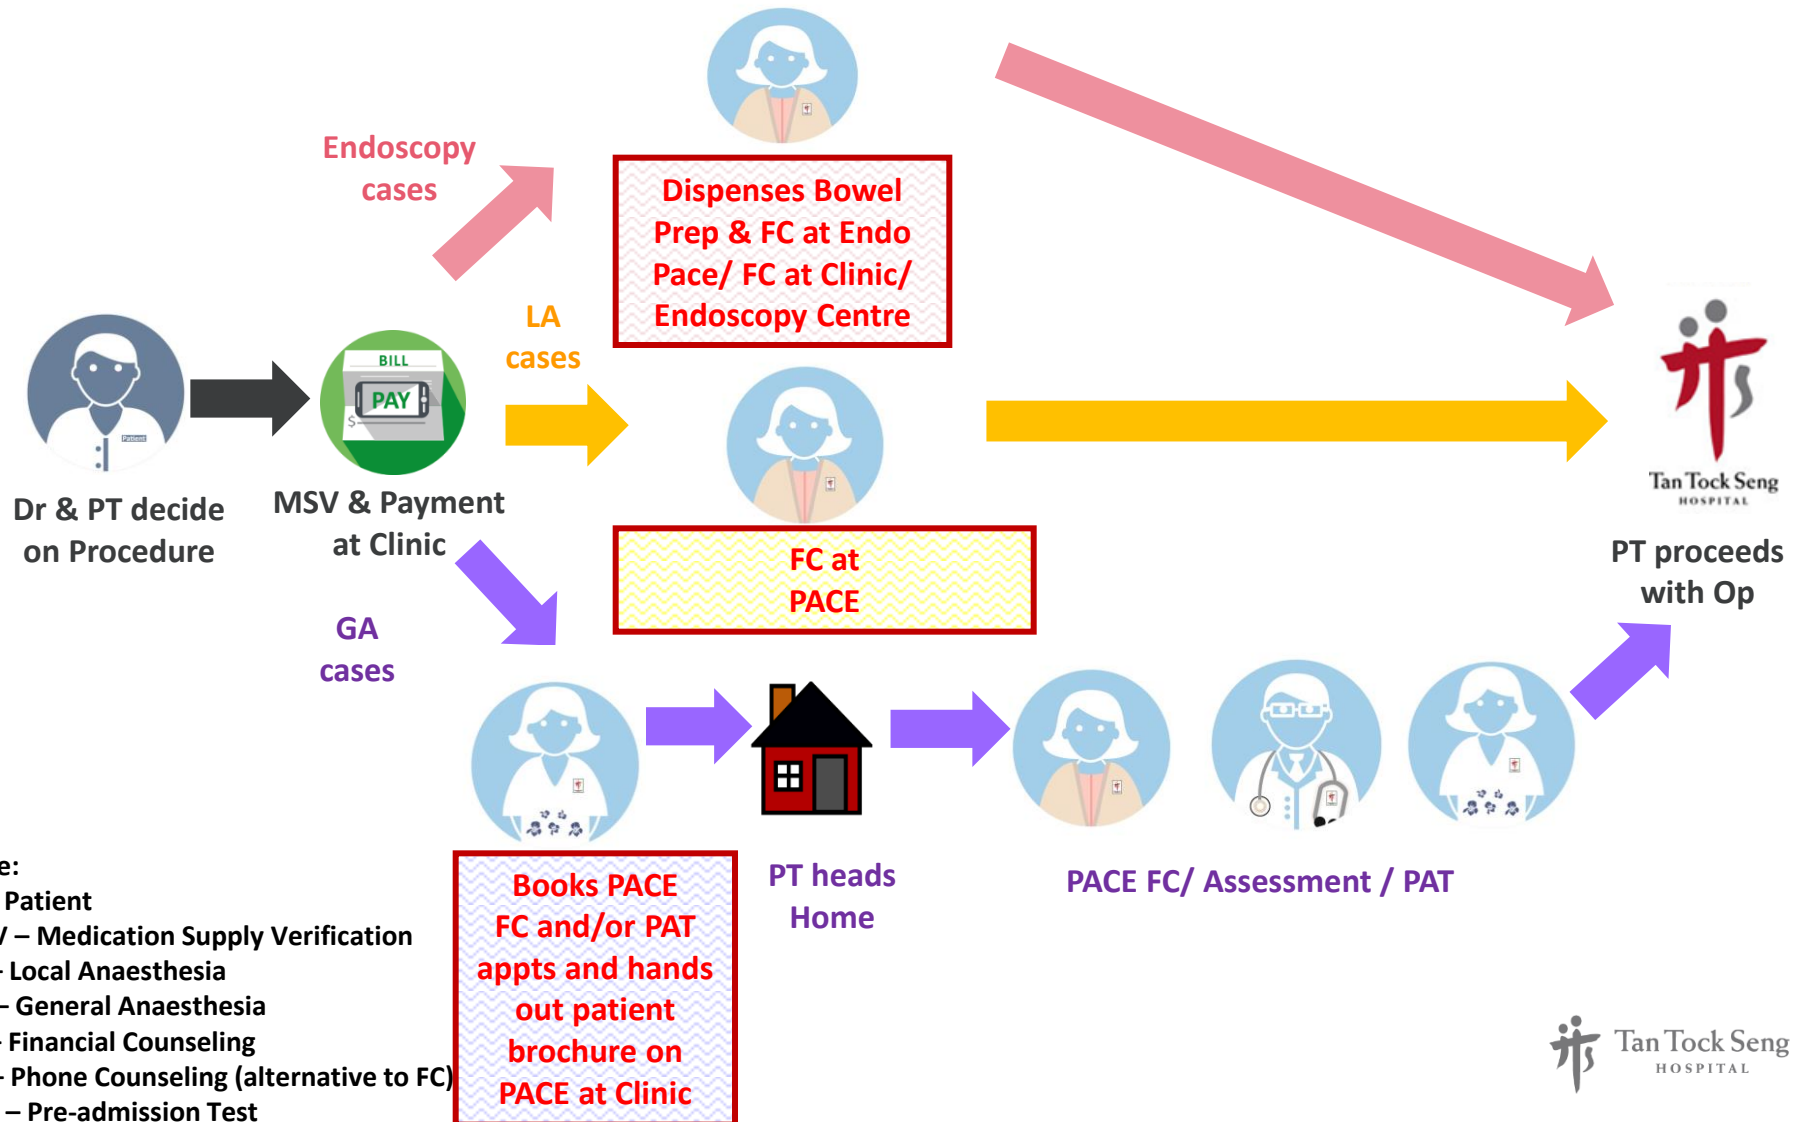 Endoscopy
cases
Dispenses Bowel
Prep & FC at Endo
Pace/ FC at Clinic/
Endoscopy Centre
LA
cases
BILL
PAY
$
Patient
Dr & PT decide
on Procedure
MSV & Payment
at Clinic
FC at
PACE
Tan Tock Seng
HOSPITAL
PT proceeds
with Op
GA
cases
Books PACE
FC and/or PAT
appts and hands
out patient
brochure on
PACE at Clinic
PT heads
Home
PACE FC/ Assessment / PAT
e:
Patient
– Medication Supply Verification
– Local Anaesthesia
– General Anaesthesia
– Financial Counseling
– Phone Counseling (alternative to FC)
– Pre-admission Test
Tan Tock Seng
HOSPITAL